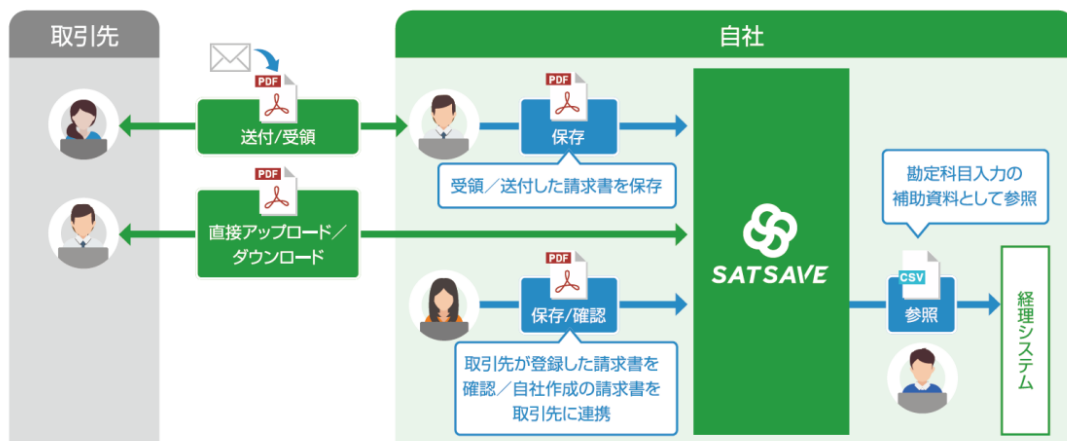 取引先
自社
PDF
送付/受領
PDF
保存
受領／送付した請求書を保存
PDF
直接アップロード／
ダウンロード
SATSAVE
PDF
保存/確認
取引先が登録した請求書を
確認／自社作成の請求書を
取引先に連携
勘定科目入力の
補助資料として参照
CSV
参照
経理システム